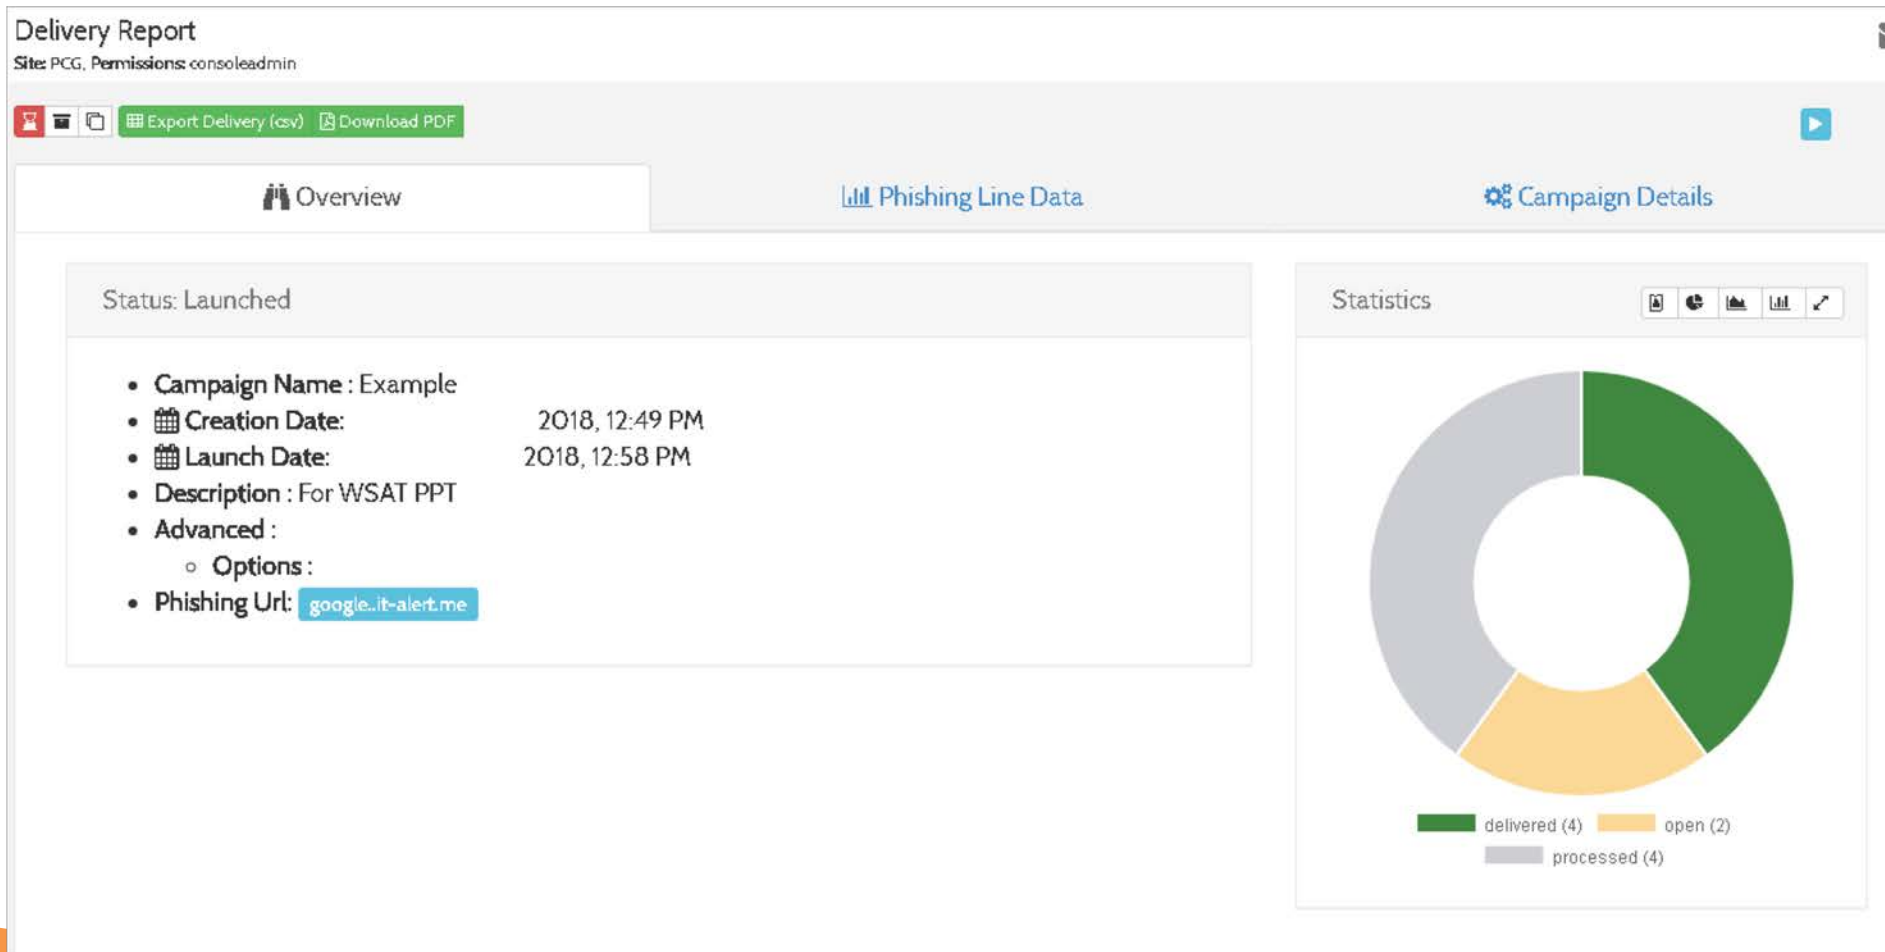 Delivery Report
Site: PCG, Permissions: consoleadmin
Export Delivery (csv) Download PDF
Overview
Phishing Line Data
Campaign Details
Status: Launched
Campaign Name : Example
Creation Date: 2018, 12:49 PM
Launch Date: 2018, 12:58 PM
Description : For WSAT PPT
Advanced :
Options :
Phishing Url: google..it-alert.me
Statistics
delivered (4) open (2)
processed (4)